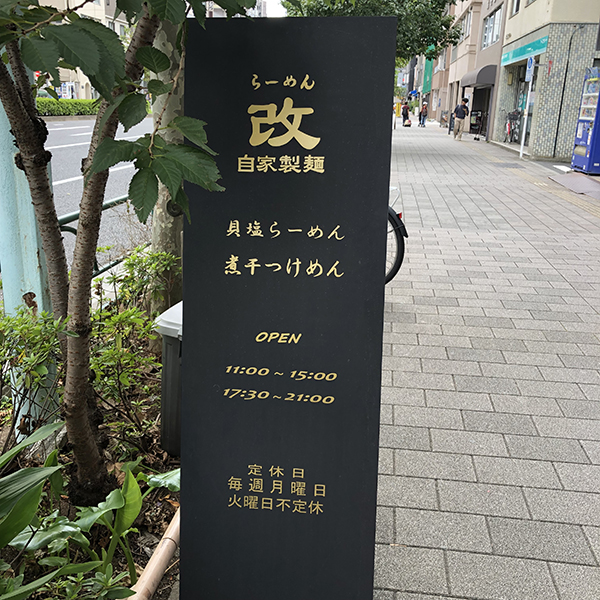 らーめん
改
自家製麺
貝塩らーめん
煮干つけめん
OPEN
11:00～15:00
17:30～21:00
定休日
毎週月曜日
火曜日不定休